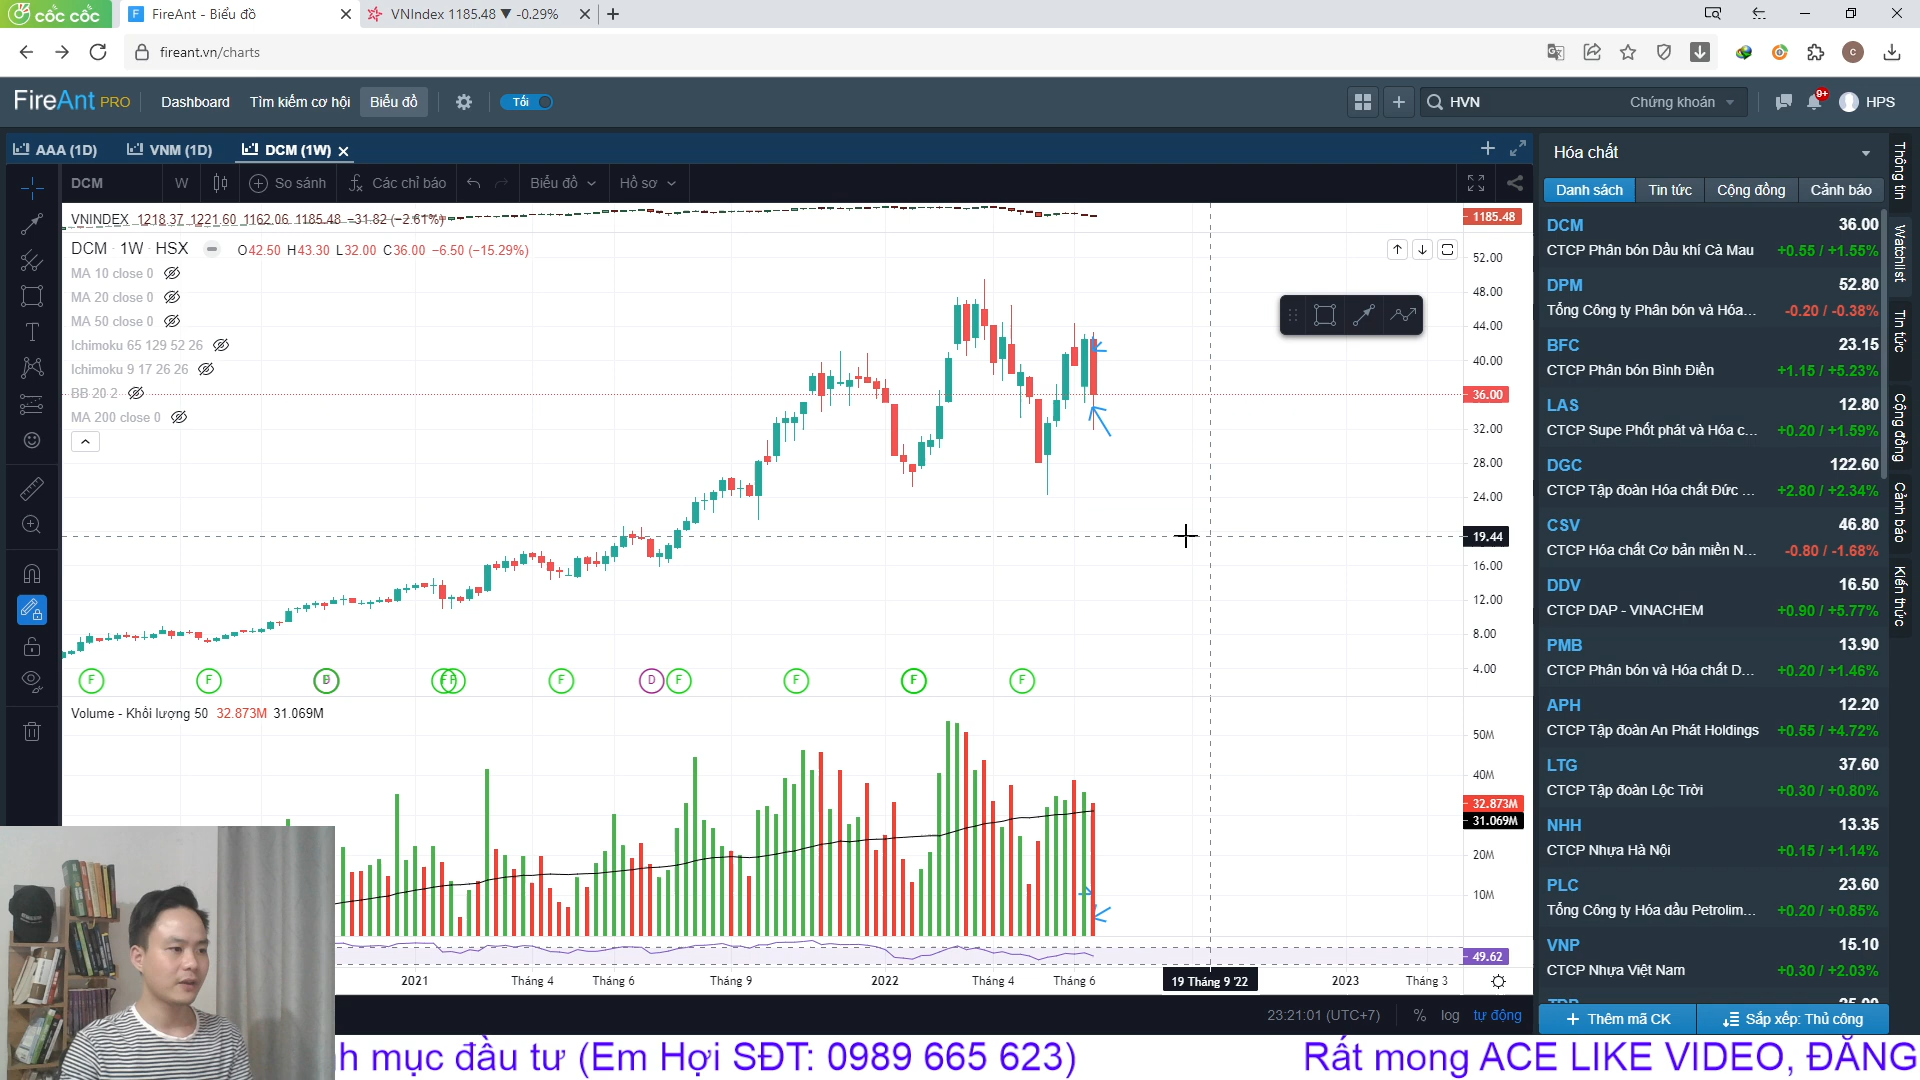 cốc cốc
FireAnt - Biểu đồ
VNIndex 1185.48 ▼ -0.29%
fireant.vn/charts
FireAnt PRO
Dashboard
Tìm kiếm cơ hội
Biểu đồ
Tối
HVN
Chứng khoán
9+
HPS
AAA (1D)
VNM (1D)
DCM (1W)
DCM
W
So sánh
Các chỉ báo
Biểu đồ
Hồ sơ
VNINDEX 1218.37 1221.60 1162.06 1185.48 −31.82 (−2.61%)
1185.48
DCM 1W HSX
O42.50 H43.30 L32.00 C36.00 −6.50 (−15.29%)
MA 10 close 0
MA 20 close 0
MA 50 close 0
Ichimoku 65 129 52 26
Ichimoku 9 17 26 26
BB 20 2
MA 200 close 0
52.00
48.00
44.00
40.00
36.00
32.00
28.00
24.00
19.44
16.00
12.00
8.00
4.00
F
F
D
F
F
F
D
F
F
F
F
Volume - Khối lượng 50 32.873M 31.069M
50M
40M
32.873M
31.069M
20M
10M
49.62
2021
Tháng 4
Tháng 6
Tháng 9
2022
Tháng 4
Tháng 6
19 Tháng 9 '22
2023
Tháng 3
23:21:01 (UTC+7)
%
log
tự động
Hóa chất
Danh sách
Tin tức
Cộng đồng
Cảnh báo
DCM 36.00
CTCP Phân bón Dầu khí Cà Mau +0.55 / +1.55%
DPM 52.80
Tổng Công ty Phân bón và Hóa... -0.20 / -0.38%
BFC 23.15
CTCP Phân bón Bình Điền +1.15 / +5.23%
LAS 12.80
CTCP Supe Phốt phát và Hóa c... +0.20 / +1.59%
DGC 122.60
CTCP Tập đoàn Hóa chất Đức ... +2.80 / +2.34%
CSV 46.80
CTCP Hóa chất Cơ bản miền N... -0.80 / -1.68%
DDV 16.50
CTCP DAP - VINACHEM +0.90 / +5.77%
PMB 13.90
CTCP Phân bón và Hóa chất D... +0.20 / +1.46%
APH 12.20
CTCP Tập đoàn An Phát Holdings +0.55 / +4.72%
LTG 37.60
CTCP Tập đoàn Lộc Trời +0.30 / +0.80%
NHH 13.35
CTCP Nhựa Hà Nội +0.15 / +1.14%
PLC 23.60
Tổng Công ty Hóa dầu Petrolim... +0.20 / +0.85%
VNP 15.10
CTCP Nhựa Việt Nam +0.30 / +2.03%
Thêm mã CK
Sắp xếp: Thủ công
Thông tin
Watchlist
Tin tức
Cộng đồng
Cảnh báo
Kiến thức
h mục đầu tư (Em Hợi SĐT: 0989 665 623)
Rất mong ACE LIKE VIDEO, ĐĂNG